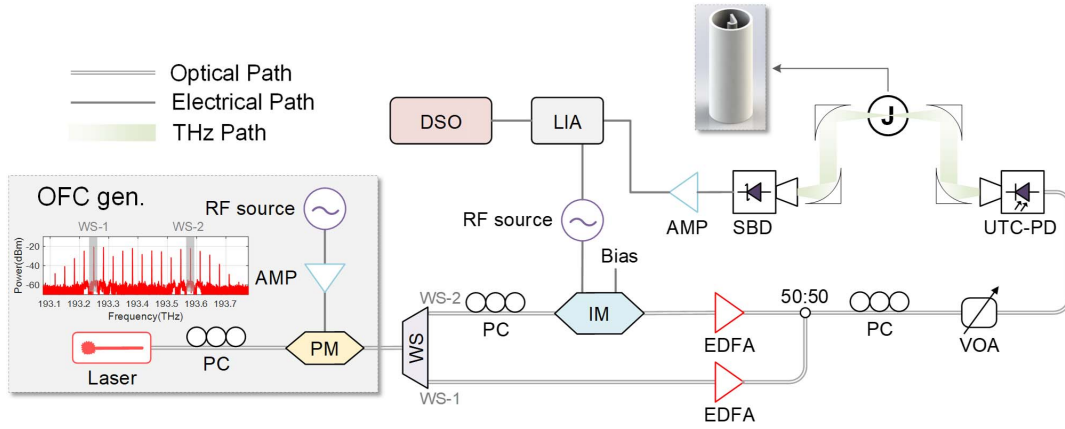 Optical Path
Electrical Path
THz Path
DSO
LIA
J
AMP
SBD
UTC-PD
RF source
Bias
OFC gen.
WS-1
WS-2
RF source
AMP
Power(dBm)
-20
-40
-60
193.1
193.2
193.3
193.4
193.5
193.6
193.7
Frequency(THz)
Laser
PC
PM
WS
WS-2
WS-1
PC
IM
EDFA
EDFA
50:50
PC
VOA